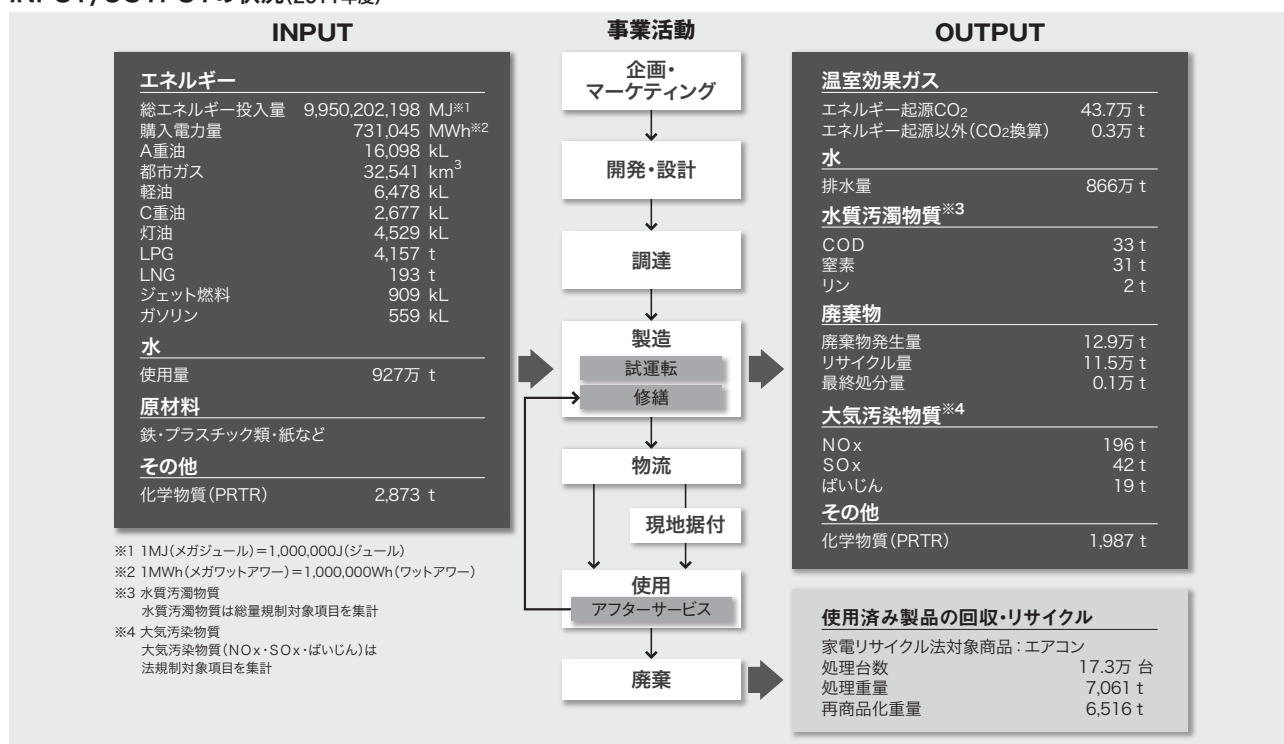 INPUT/OUTPUTの状況(2011年度)
INPUT
エネルギー
総エネルギー投入量 9,950,202,198 MJ※1
購入電力量 731,045 MWh※2
A重油 16,098 kL
都市ガス 32,541 km3
軽油 6,478 kL
C重油 2,677 kL
灯油 4,529 kL
LPG 4,157 t
LNG 193 t
ジェット燃料 909 kL
ガソリン 559 kL
水
使用量 927万 t
原材料
鉄・プラスチック類・紙など
その他
化学物質(PRTR) 2,873 t
※1 1MJ(メガジュール)=1,000,000J(ジュール)
※2 1MWh(メガワットアワー)=1,000,000Wh(ワットアワー)
※3 水質汚濁物質
水質汚濁物質は総量規制対象項目を集計
※4 大気汚染物質
大気汚染物質(NOx・SOx・ばいじん)は
法規制対象項目を集計
事業活動
企画・
マーケティング
開発・設計
調達
製造
試運転
修繕
物流
現地据付
使用
アフターサービス
廃棄
OUTPUT
温室効果ガス
エネルギー起源CO2 43.7万 t
エネルギー起源以外(CO2換算) 0.3万 t
水
排水量 866万 t
水質汚濁物質※3
COD 33 t
窒素 31 t
リン 2 t
廃棄物
廃棄物発生量 12.9万 t
リサイクル量 11.5万 t
最終処分量 0.1万 t
大気汚染物質※4
NOx 196 t
SOx 42 t
ばいじん 19 t
その他
化学物質(PRTR) 1,987 t
使用済み製品の回収・リサイクル
家電リサイクル法対象商品:エアコン
処理台数 17.3万 台
処理重量 7,061 t
再商品化重量 6,516 t